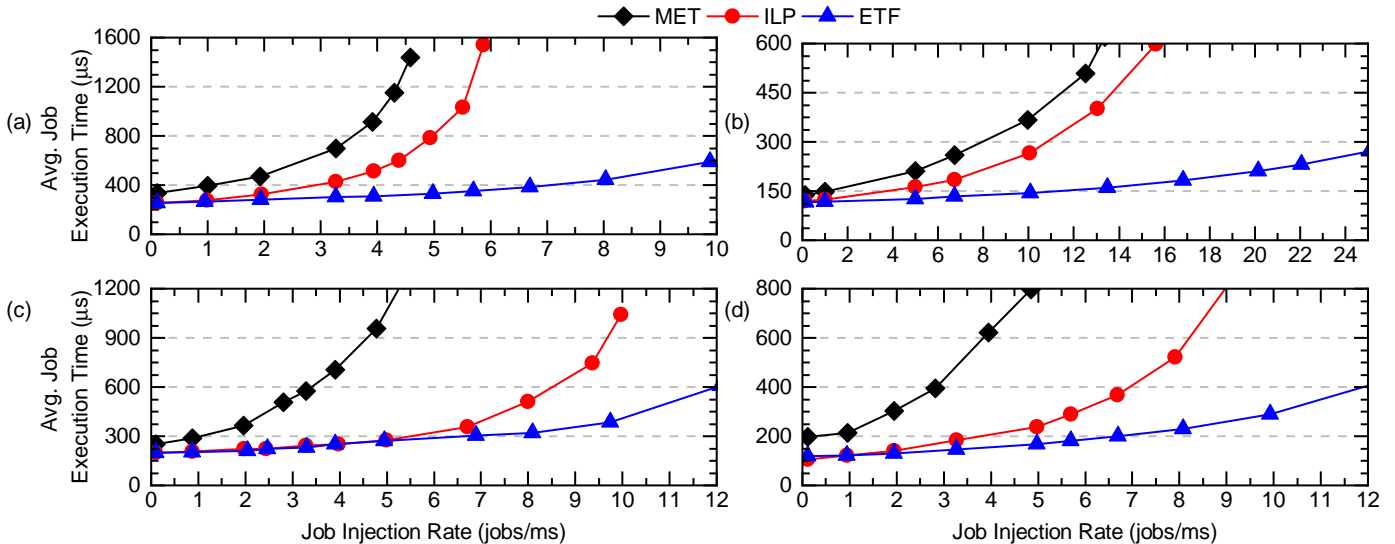 MET ILP ETF
(a)
Avg. Job
Execution Time (µs)
1600
1200
800
400
0
0 1 2 3 4 5 6 7 8 9 10
(b)
600
450
300
150
0
0 2 4 6 8 10 12 14 16 18 20 22 24
(c)
Avg. Job
Execution Time (µs)
1200
900
600
300
0
0 1 2 3 4 5 6 7 8 9 10 11 12
Job Injection Rate (jobs/ms)
(d)
800
600
400
200
0
0 1 2 3 4 5 6 7 8 9 10 11 12
Job Injection Rate (jobs/ms)